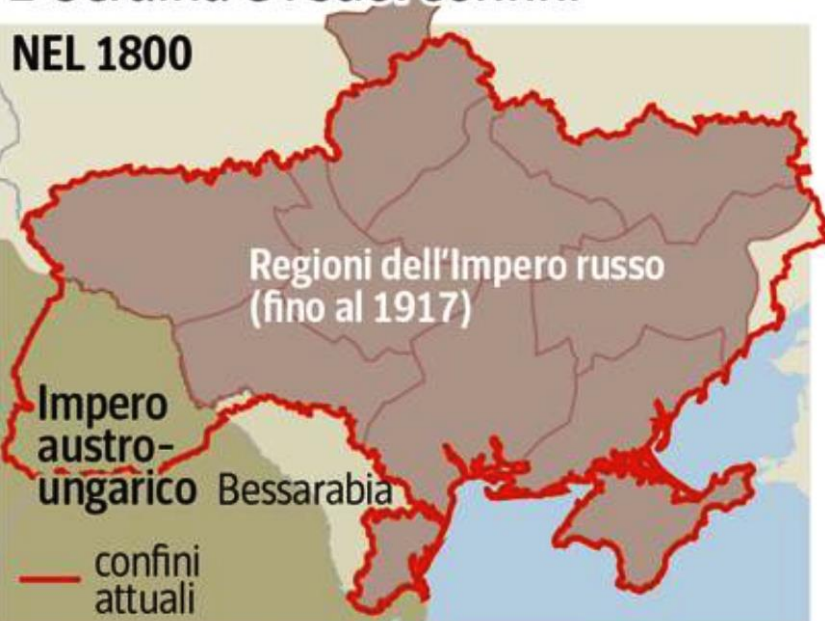 NEL 1800
Regioni dell'Impero russo
(fino al 1917)
Impero
austro-
ungarico
Bessarabia
confini
attuali